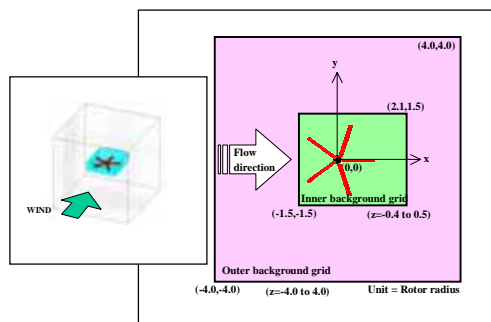 (4.0,4.0)
y
(2.1,1.5)
Flow
direction
x
(0,0)
WIND
Inner background grid
(-1.5,-1.5)
(z=-0.4 to 0.5)
Outer background grid
(-4.0,-4.0)
(z=-4.0 to 4.0)
Unit = Rotor radius